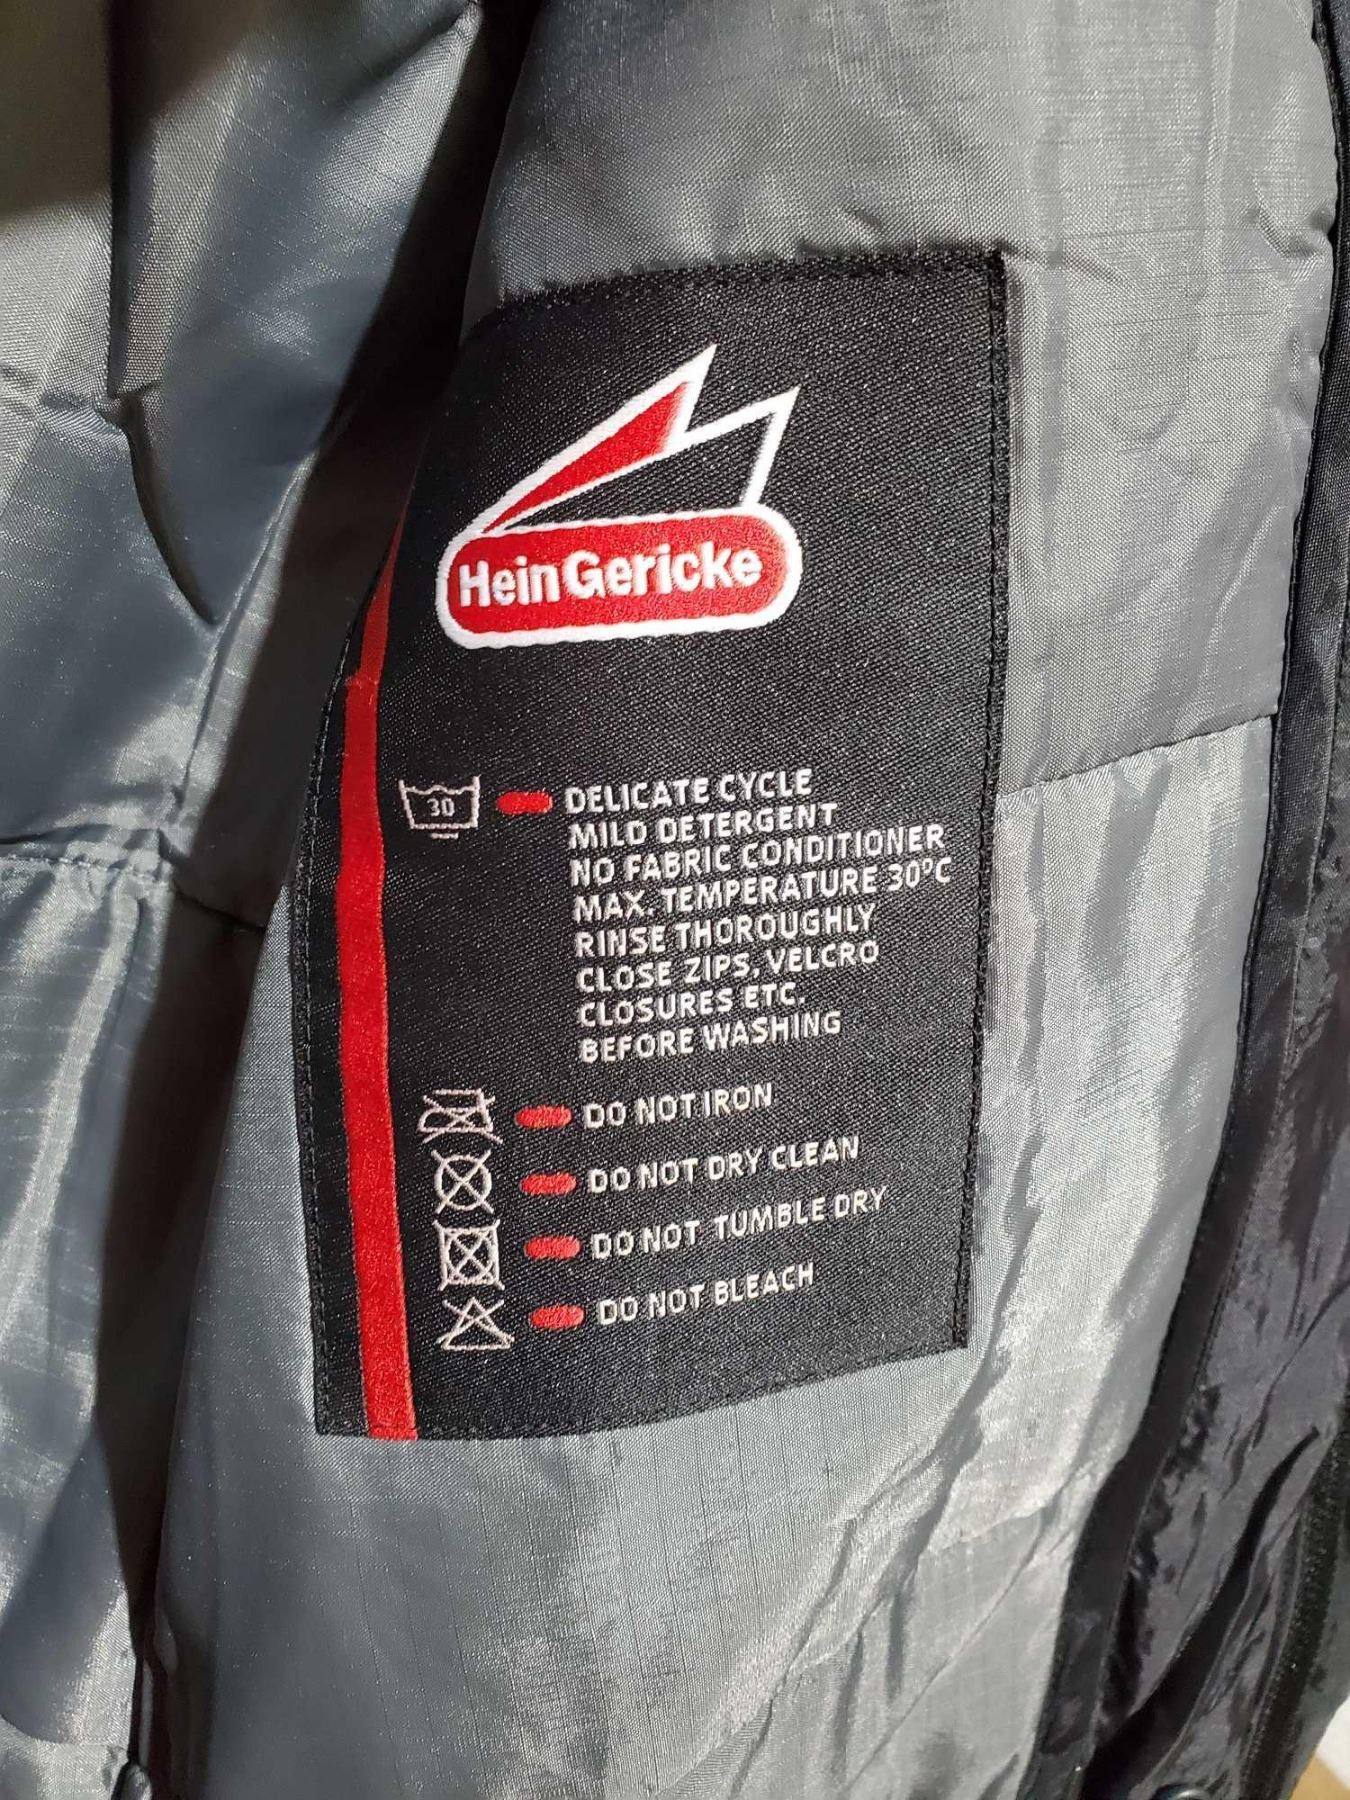 HeinGericke
30
DELICATE CYCLE
MILD DETERGENT
NO FABRIC CONDITIONER
MAX. TEMPERATURE 30°C
RINSE THOROUGHLY
CLOSE ZIPS, VELCRO
CLOSURES ETC.
BEFORE WASHING
DO NOT IRON
DO NOT DRY CLEAN
DO NOT TUMBLE DRY
DO NOT BLEACH